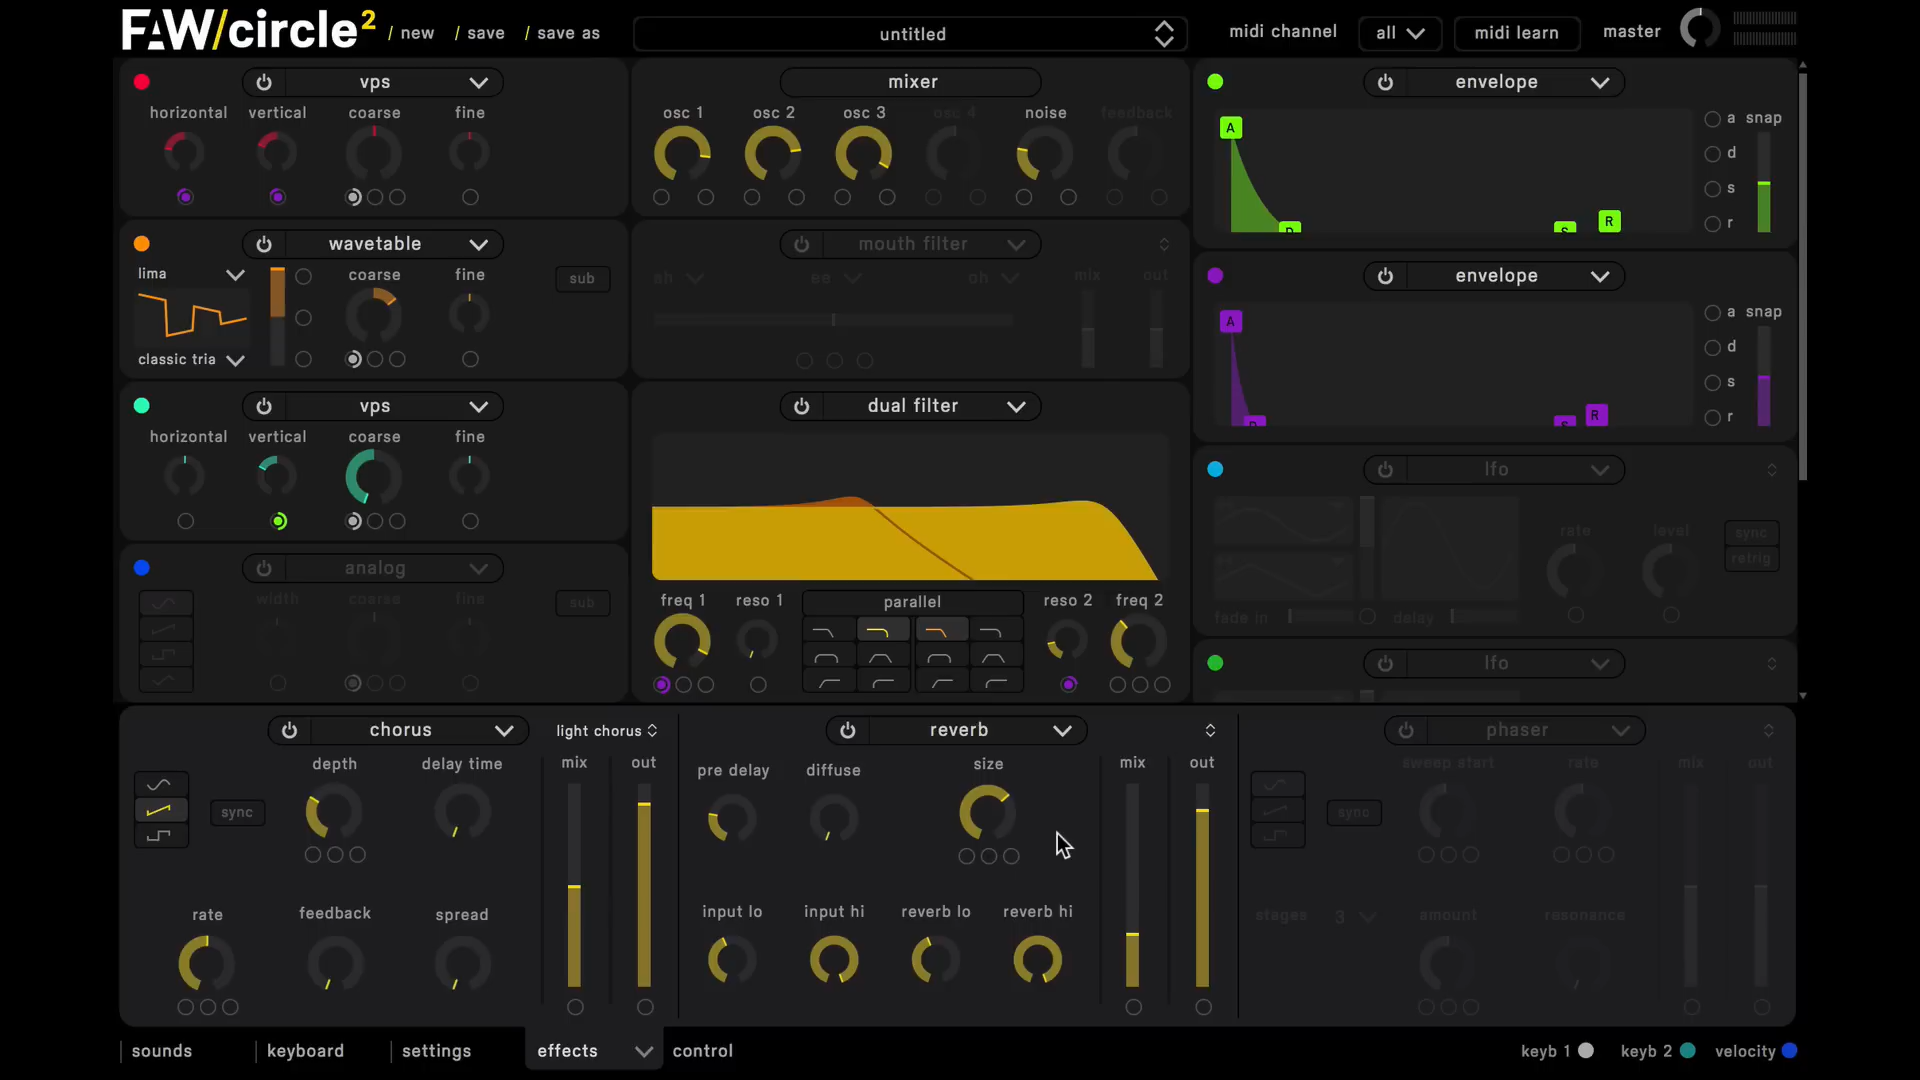 FAW/circle²
/ new / save / save as
untitled
midi channel
all
midi learn
master
vps
horizontal vertical coarse fine
wavetable
lima
coarse fine
sub
classic tria
vps
horizontal vertical coarse fine
analog
width coarse fine
sub
mixer
osc 1 osc 2 osc 3 osc 4 noise feedback
mouth filter
ah ee oh mix out
dual filter
freq 1 reso 1 parallel reso 2 freq 2
envelope
A
a snap
d
s
r
D S R
envelope
A
a snap
d
s
r
D S R
lfo
rate level
sync
retrig
fade in delay
lfo
chorus
light chorus
depth delay time mix out
sync
rate feedback spread
reverb
pre delay diffuse size mix out
input lo input hi reverb lo reverb hi
phaser
sweep start rate mix out
sync
stages 3 amount resonance
sounds keyboard settings effects control
keyb 1 keyb 2 velocity